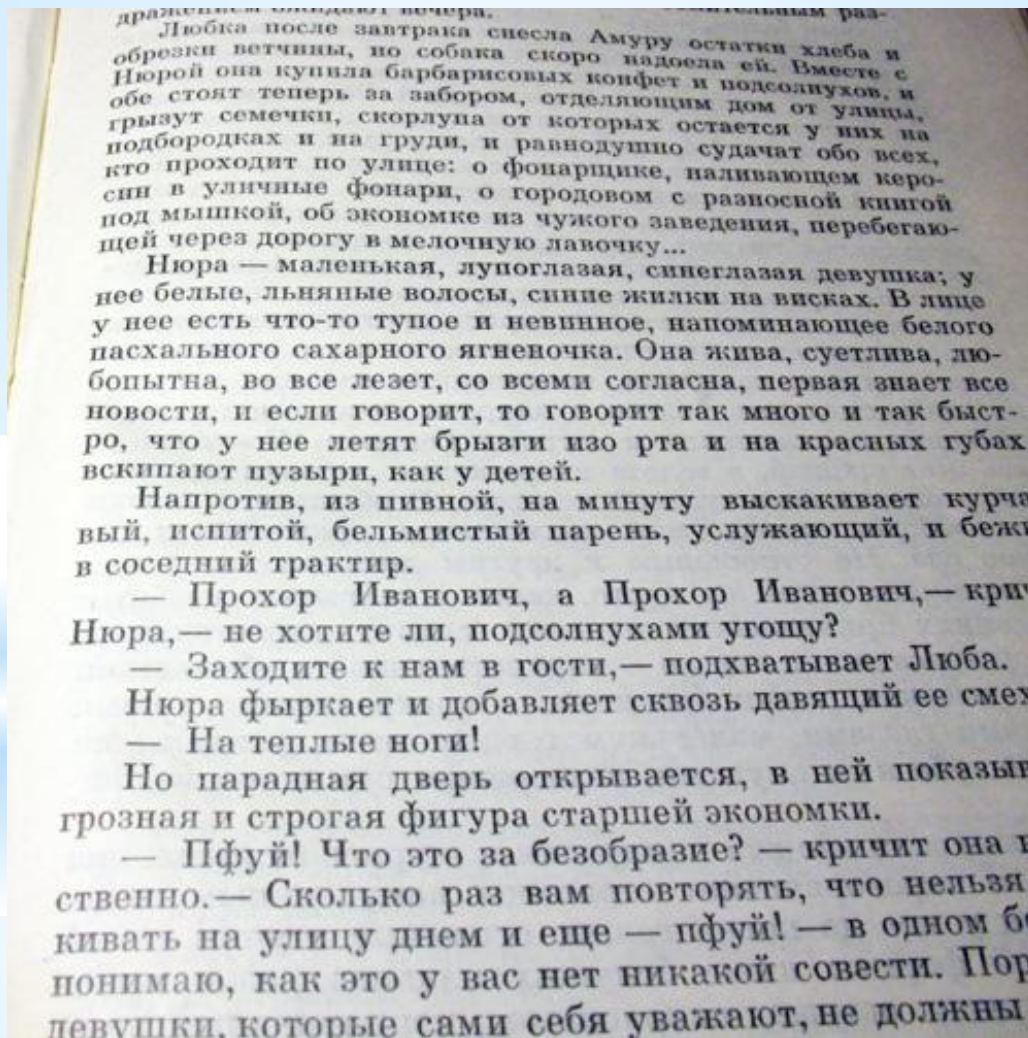 дражением ожидают вечера. раз-
Любка после завтрака снесла Амуру остатки хлеба и
обрезки ветчины, но собака скоро надоела ей. Вместе с
Нюрой она купила барбарисовых конфет и подсолнухов, и
обе стоят теперь за забором, отделяющим дом от улицы,
грызут семечки, скорлупа от которых остается у них на
подбородках и на груди, и равнодушно судачат обо всех,
кто проходит по улице: о фонарщике, наливающем керо-
син в уличные фонари, о городовом с разносной книгой
под мышкой, об экономке из чужого заведения, перебегаю-
щей через дорогу в мелочную лавочку...
Нюра — маленькая, лупоглазая, синеглазая девушка; у
нее белые, льняные волосы, синие жилки на висках. В лице
у нее есть что-то тупое и невинное, напоминающее белого
пасхального сахарного ягненочка. Она жива, суетлива, лю-
бопытна, во все лезет, со всеми согласна, первая знает все
новости, и если говорит, то говорит так много и так быст-
ро, что у нее летят брызги изо рта и на красных губах
вскипают пузыри, как у детей.
Напротив, из пивной, на минуту выскакивает курча
вый, испитой, бельмистый парень, услужающий, и бежи
в соседний трактир.
— Прохор Иванович, а Прохор Иванович,— крич
Нюра,— не хотите ли, подсолнухами угощу?
— Заходите к нам в гости,— подхватывает Люба.
Нюра фыркает и добавляет сквозь давящий ее смех
— На теплые ноги!
Но парадная дверь открывается, в ней показыв
грозная и строгая фигура старшей экономки.
— Пфуй! Что это за безобразие? — кричит она
ственно.— Сколько раз вам повторять, что нельзя
кивать на улицу днем и еще — пфуй! — в одном бе
понимаю, как это у вас нет никакой совести. Пор
девушки, которые сами себя уважают, не должны